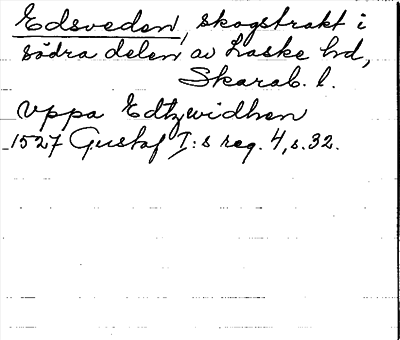 Edsveden, skogstrakt i
södra delen av Laske hd,
Skarab. l.
vppa Edtzwidhen
1527 Gustaf I:s reg. 4, s. 32.